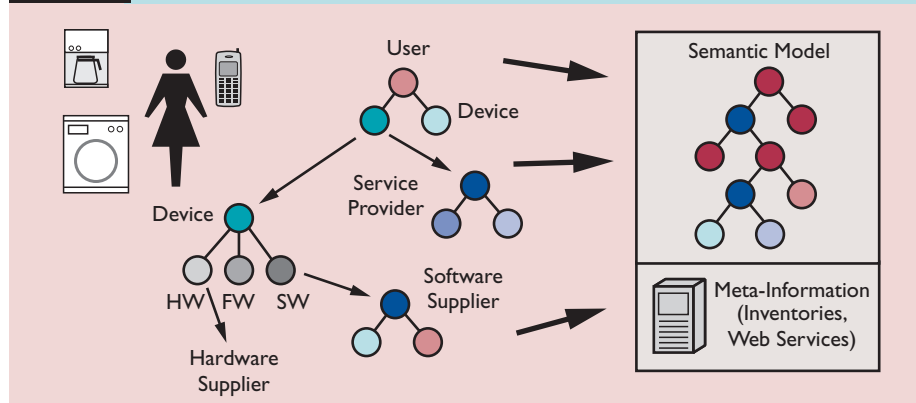 User
Device
Service
Provider
Device
HW FW SW
Software
Supplier
Hardware
Supplier
Semantic Model
Meta-Information
(Inventories,
Web Services)